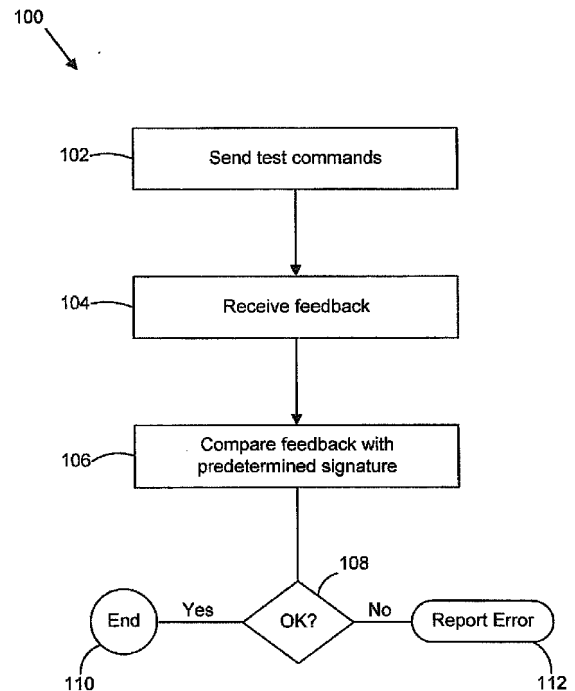 100
102
Send test commands
104
Receive feedback
106
Compare feedback with
predetermined signature
108
End
Yes
OK?
No
Report Error
110
112